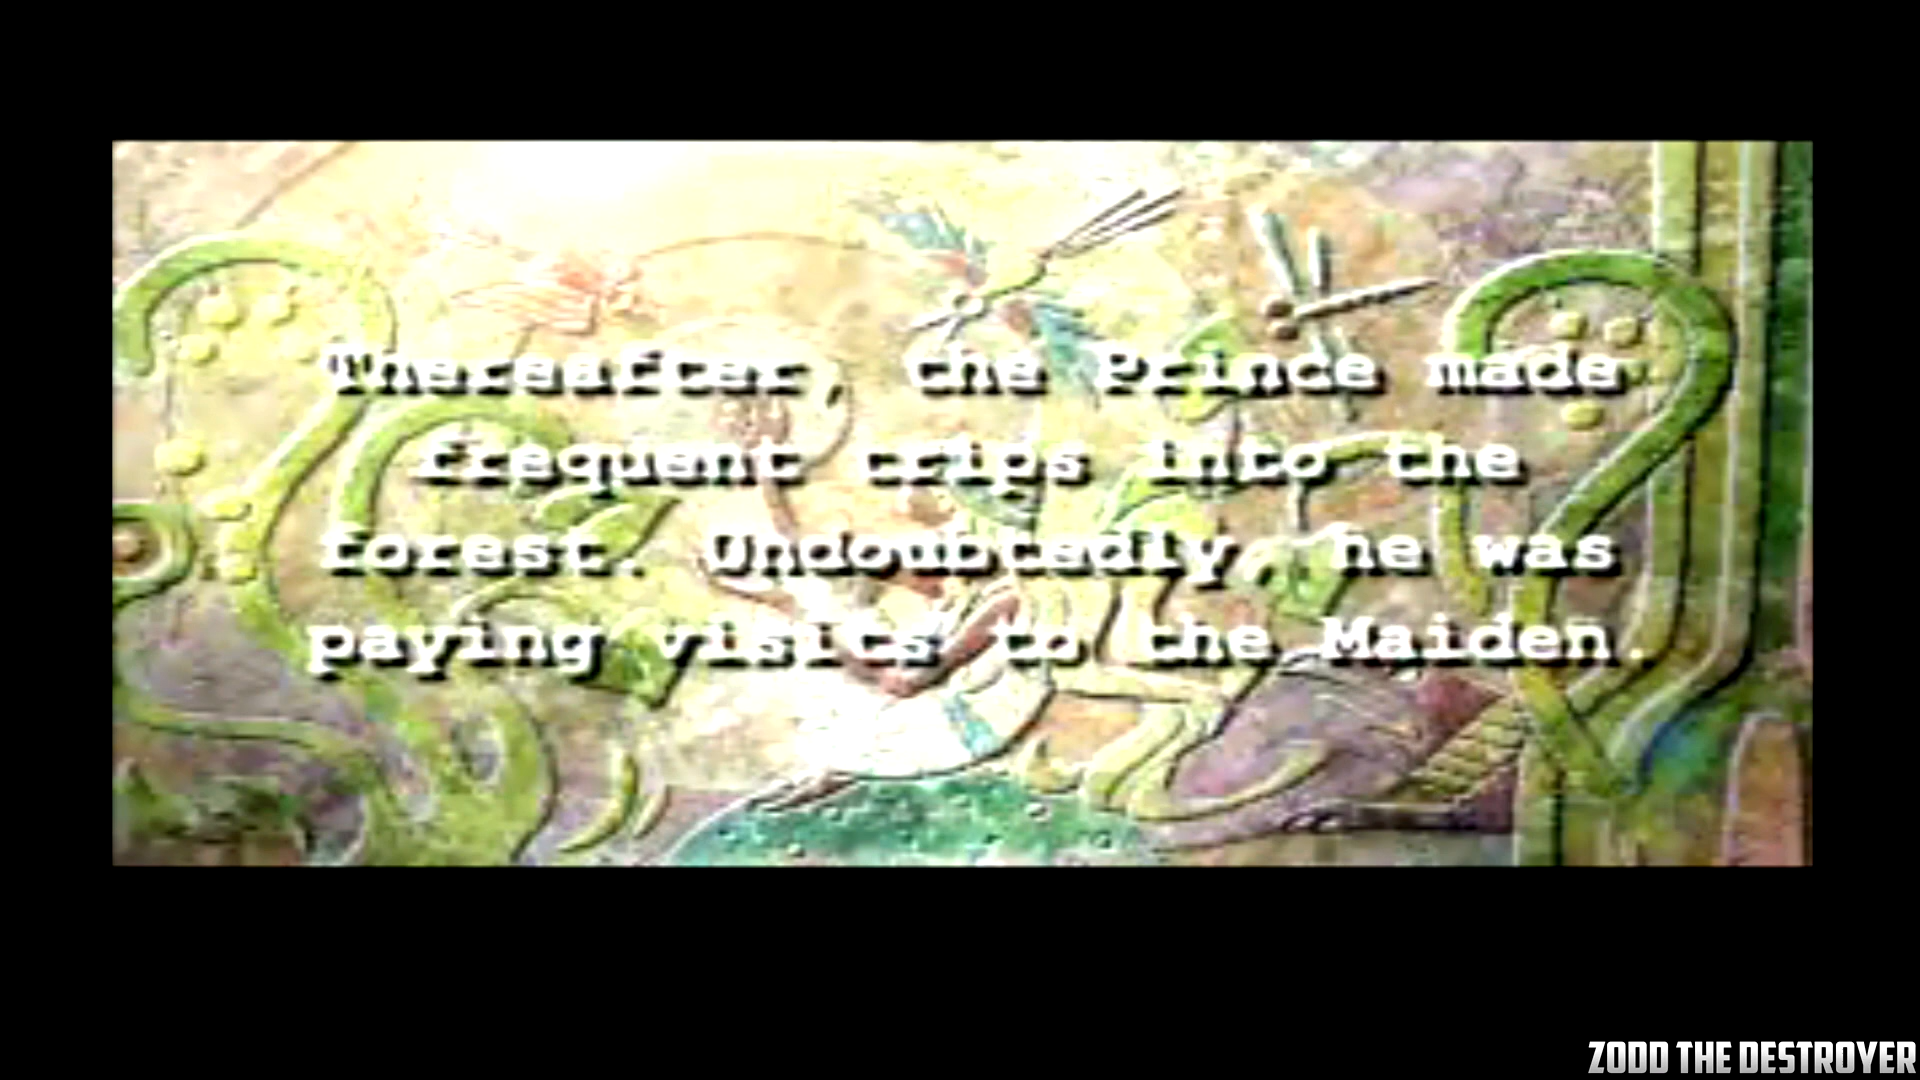 Thereafter, the Prince made
frequent trips into the
forest. Undoubtedly, he was
paying visits to the Maiden.
ZODD THE DESTROYER